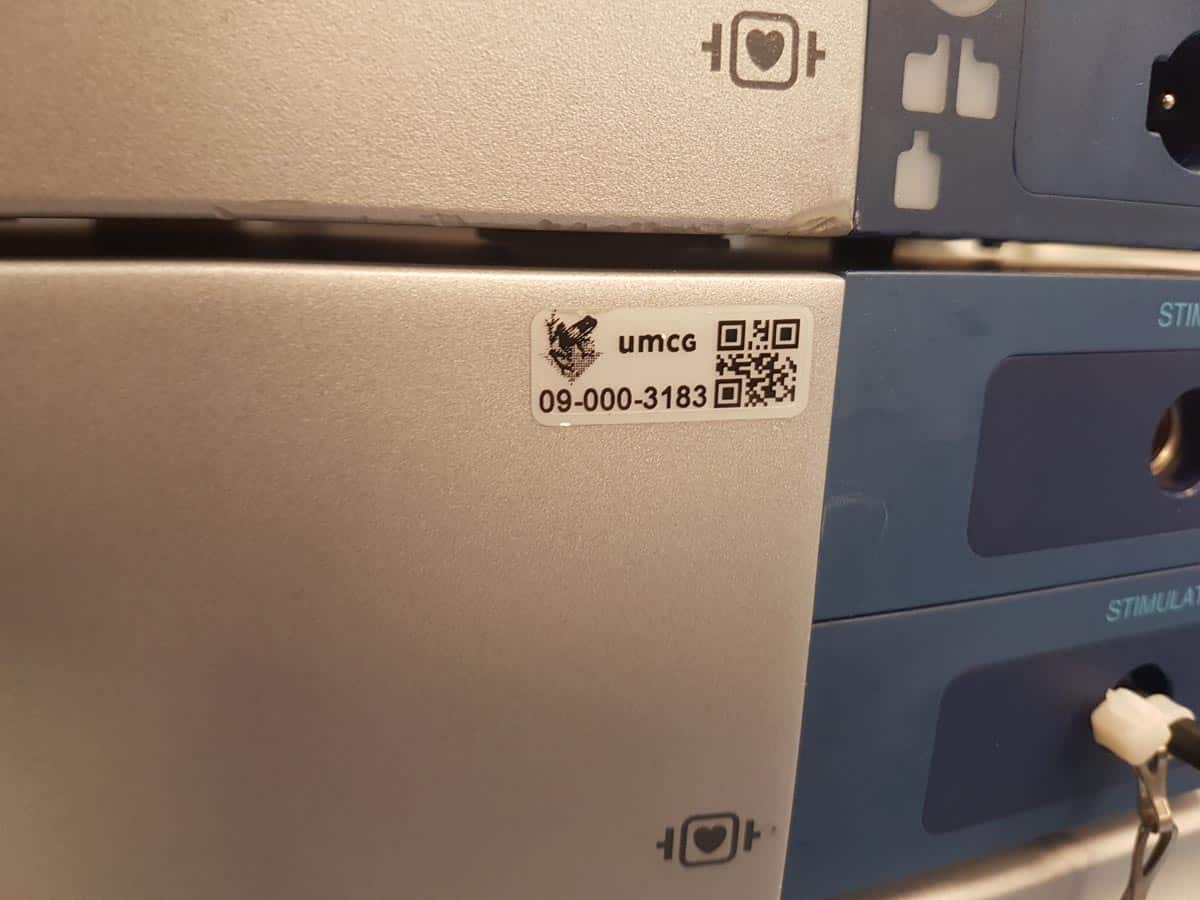 umcg
09-000-3183
STIM
STIMULAT